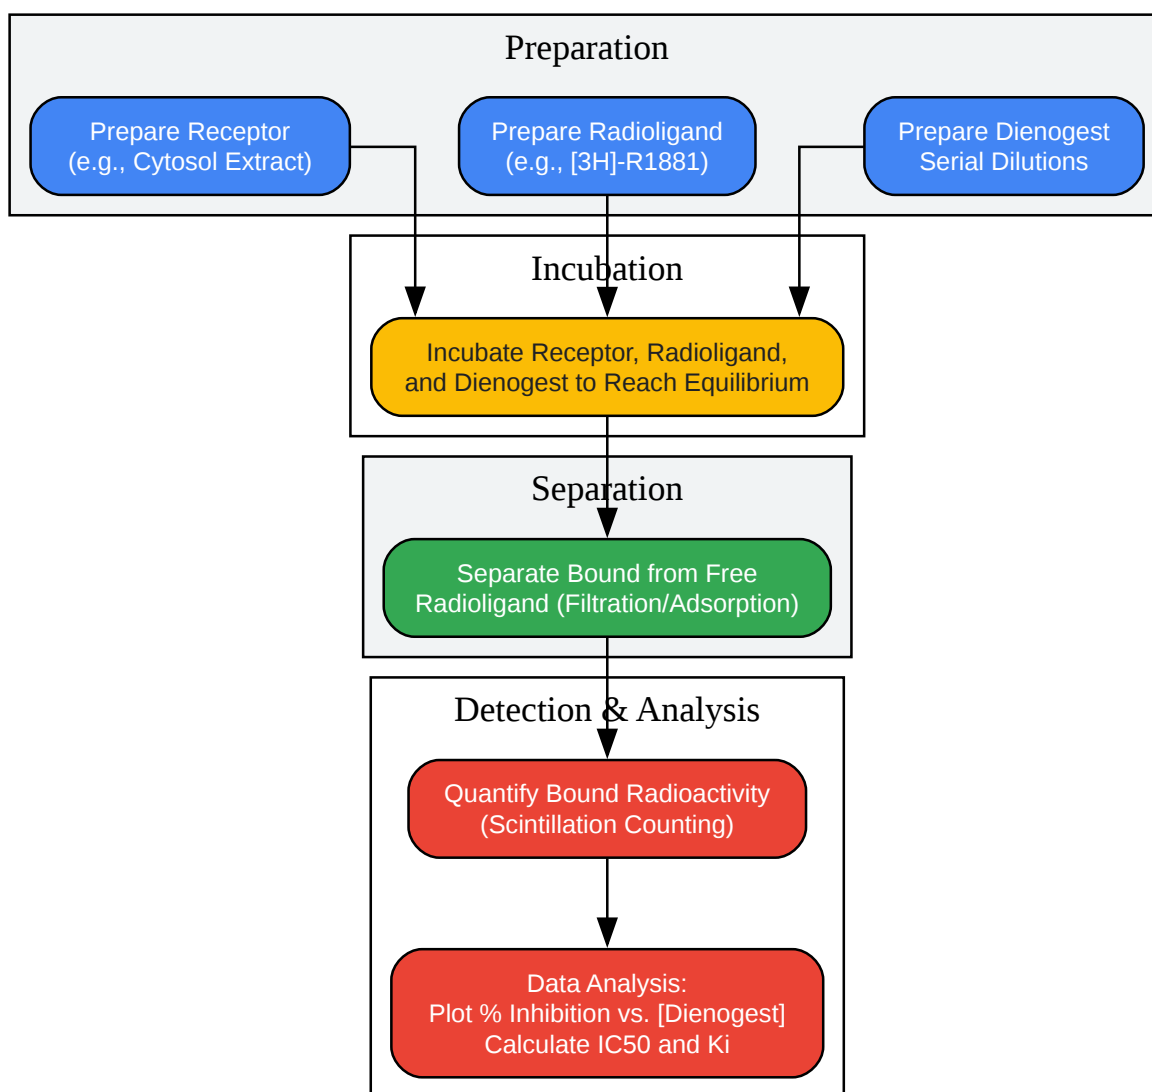 Preparation
Prepare Receptor
(e.g., Cytosol Extract)
Prepare Radioligand
(e.g., [3H]-R1881)
Prepare Dienogest
Serial Dilutions
Incubation
Incubate Receptor, Radioligand,
and Dienogest to Reach Equilibrium
Separation
Separate Bound from Free
Radioligand (Filtration/Adsorption)
Detection & Analysis
Quantify Bound Radioactivity
(Scintillation Counting)
Data Analysis:
Plot % Inhibition vs. [Dienogest]
Calculate IC50 and Ki